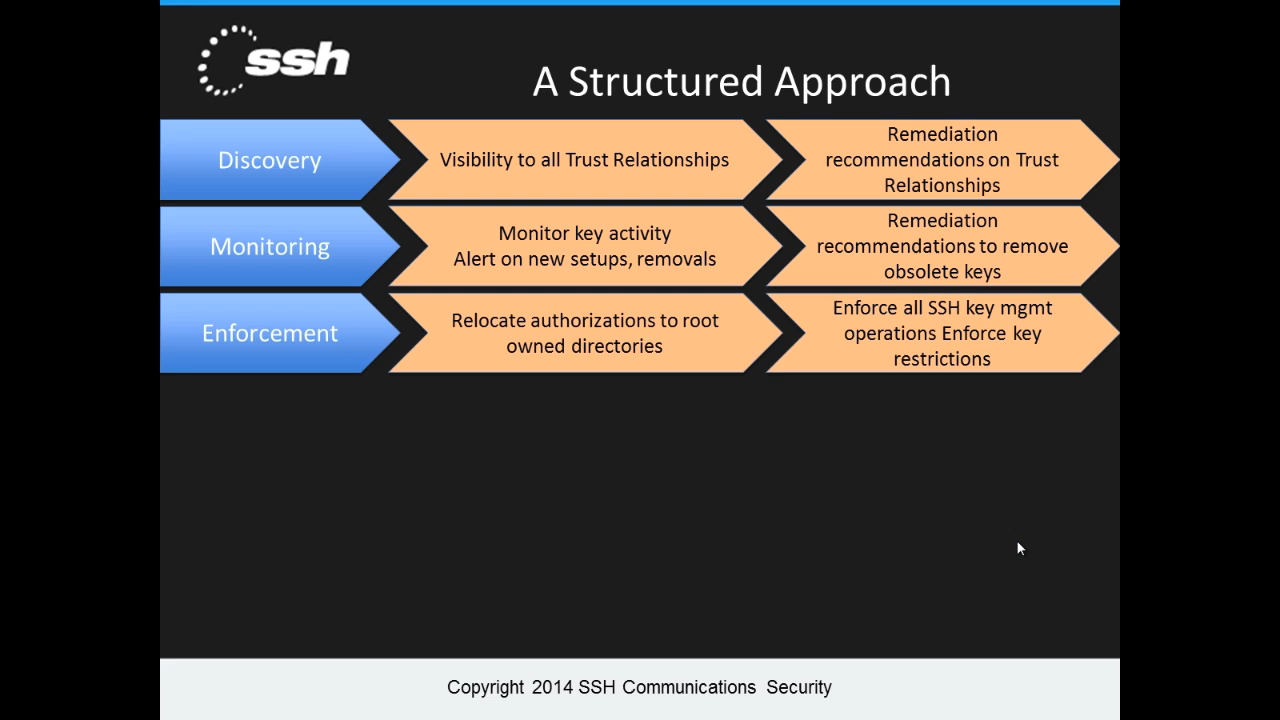 ssh
A Structured Approach
Discovery
Visibility to all Trust Relationships
Remediation
recommendations on Trust
Relationships
Monitoring
Monitor key activity
Alert on new setups, removals
Remediation
recommendations to remove
obsolete keys
Enforcement
Relocate authorizations to root
owned directories
Enforce all SSH key mgmt
operations Enforce key
restrictions
Copyright 2014 SSH Communications Security